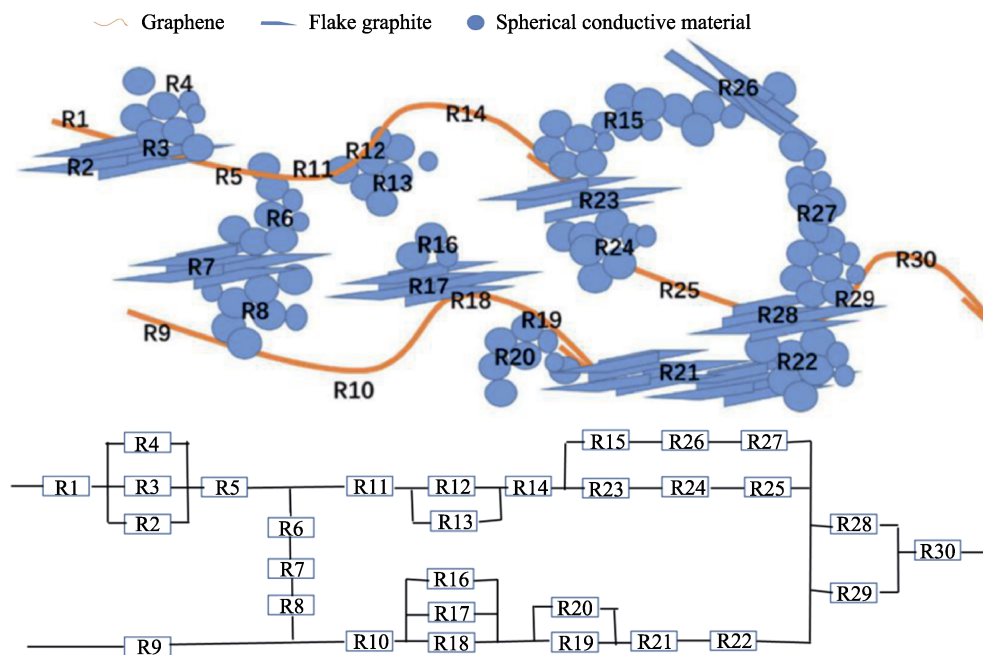 Graphene Flake graphite Spherical conductive material
R26
R4
R14
R1
R15
R3
R12
R2
R11
R5
R13
R23
R6
R27
R16
R24
R7
R30
R17
R25
R18
R29
R8
R28
R9
R19
R20
R22
R21
R10
R4
R15 R26 R27
R1 R3 R5 R11 R12 R14 R23 R24 R25
R2
R13
R6
R28
R7
R30
R16
R8
R29
R17
R20
R9 R10 R18 R19 R21 R22